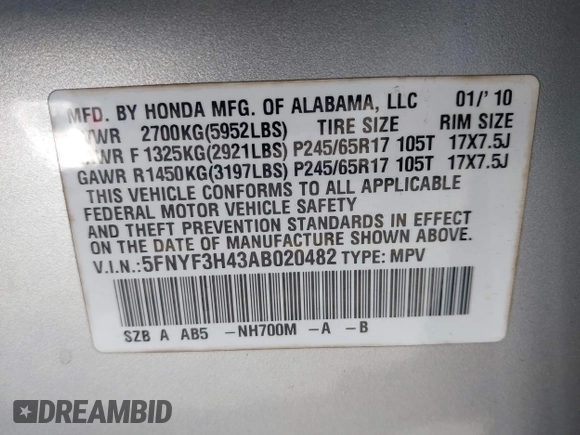 MFD. BY HONDA MFG. OF ALABAMA, LLC 01/'10
GVWR 2700KG(5952LBS) TIRE SIZE RIM SIZE
GAWR F 1325KG(2921LBS) P245/65R17 105T 17X7.5J
GAWR R1450KG(3197LBS) P245/65R17 105T 17X7.5J
THIS VEHICLE CONFORMS TO ALL APPLICABLE
FEDERAL MOTOR VEHICLE SAFETY
AND THEFT PREVENTION STANDARDS IN EFFECT
ON THE DATE OF MANUFACTURE SHOWN ABOVE.
V.I.N.:5FNYF3H43AB020482 TYPE: MPV
SZB A AB5 -NH700M -A -B
DREAMBID